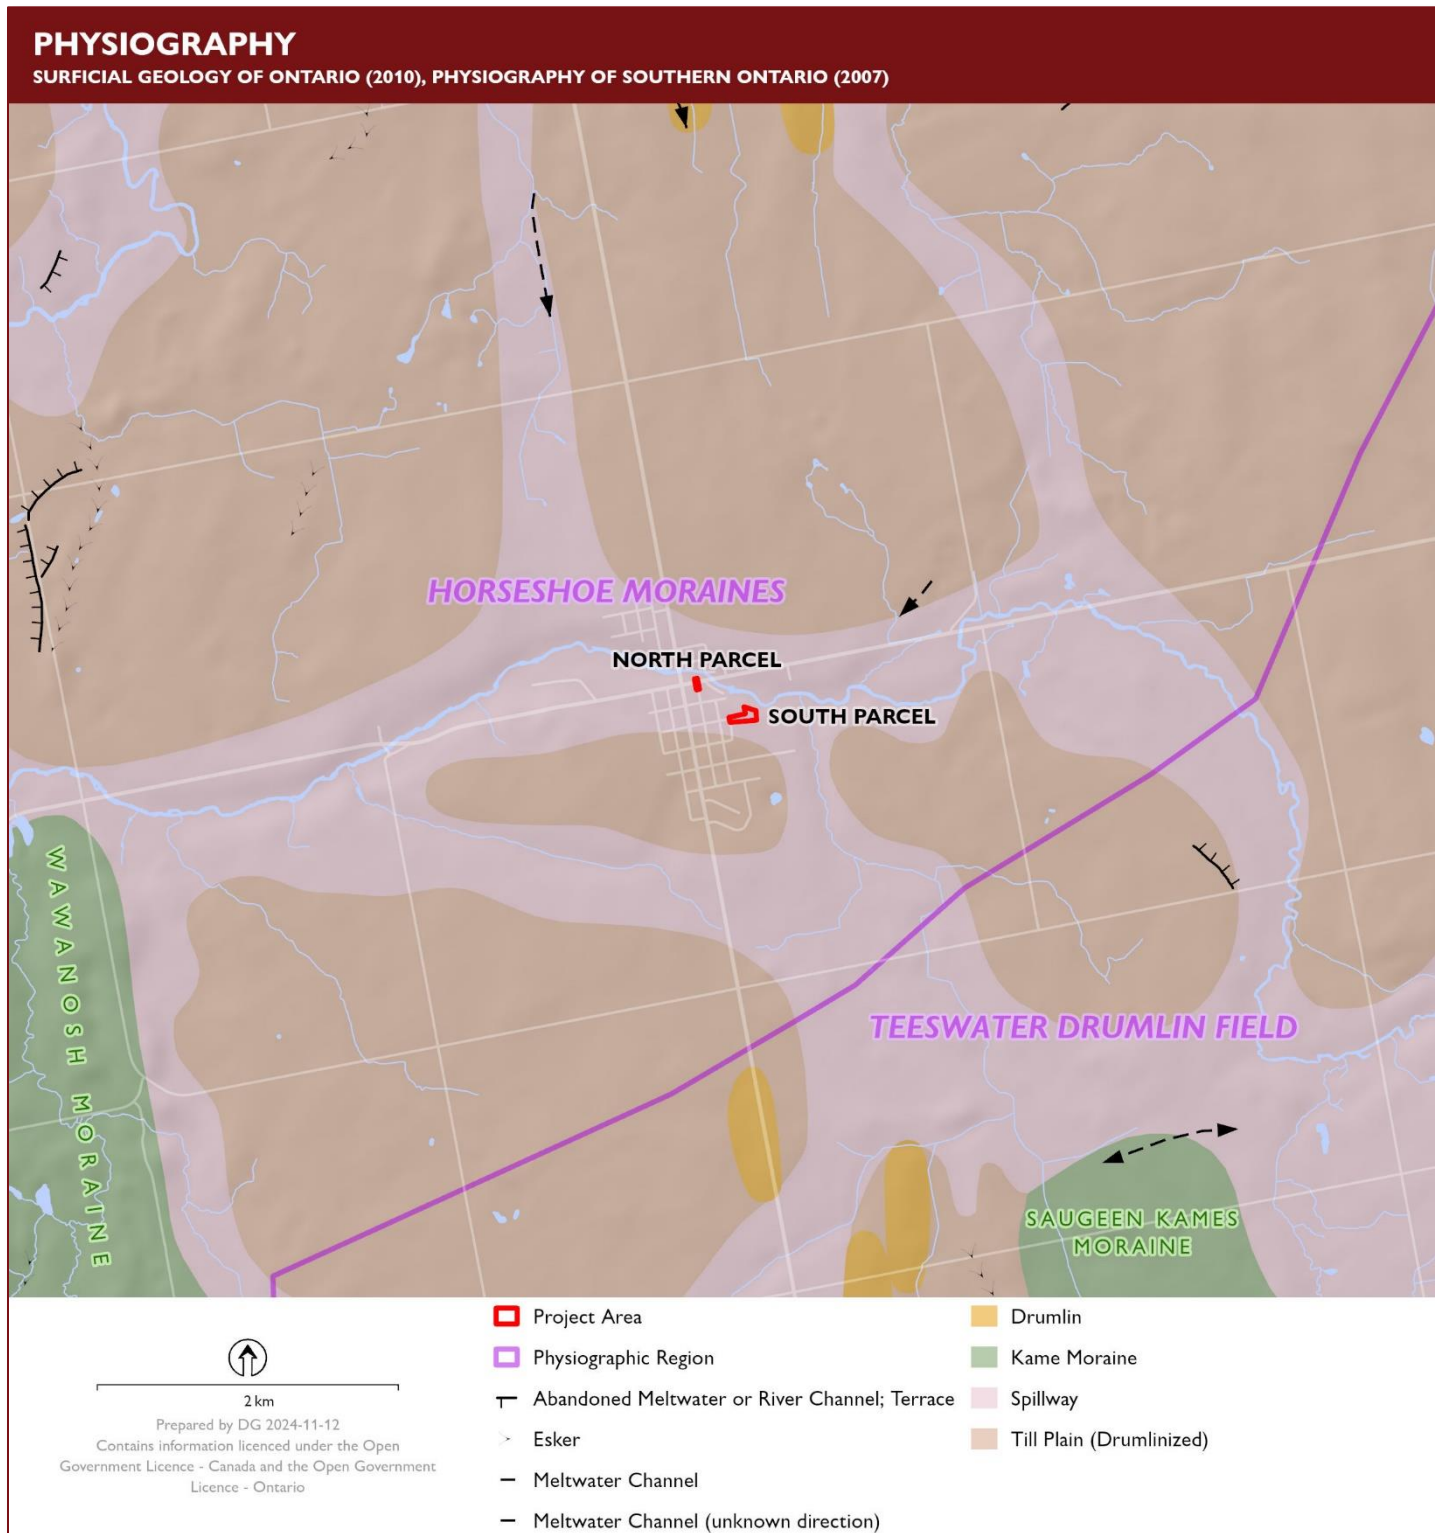 PHYSIOGRAPHY
SURFICIAL GEOLOGY OF ONTARIO (2010), PHYSIOGRAPHY OF SOUTHERN ONTARIO (2007)
HORSESHOE MORAINES
NORTH PARCEL
SOUTH PARCEL
WAWANOSH MORAINE
TEESWATER DRUMLIN FIELD
SAUGEEN KAMES
MORAINE
2 km
Prepared by DG 2024-11-12
Contains information licenced under the Open
Government Licence - Canada and the Open Government
Licence - Ontario
Project Area
Physiographic Region
Abandoned Meltwater or River Channel; Terrace
Esker
Meltwater Channel
Meltwater Channel (unknown direction)
Drumlin
Kame Moraine
Spillway
Till Plain (Drumlinized)